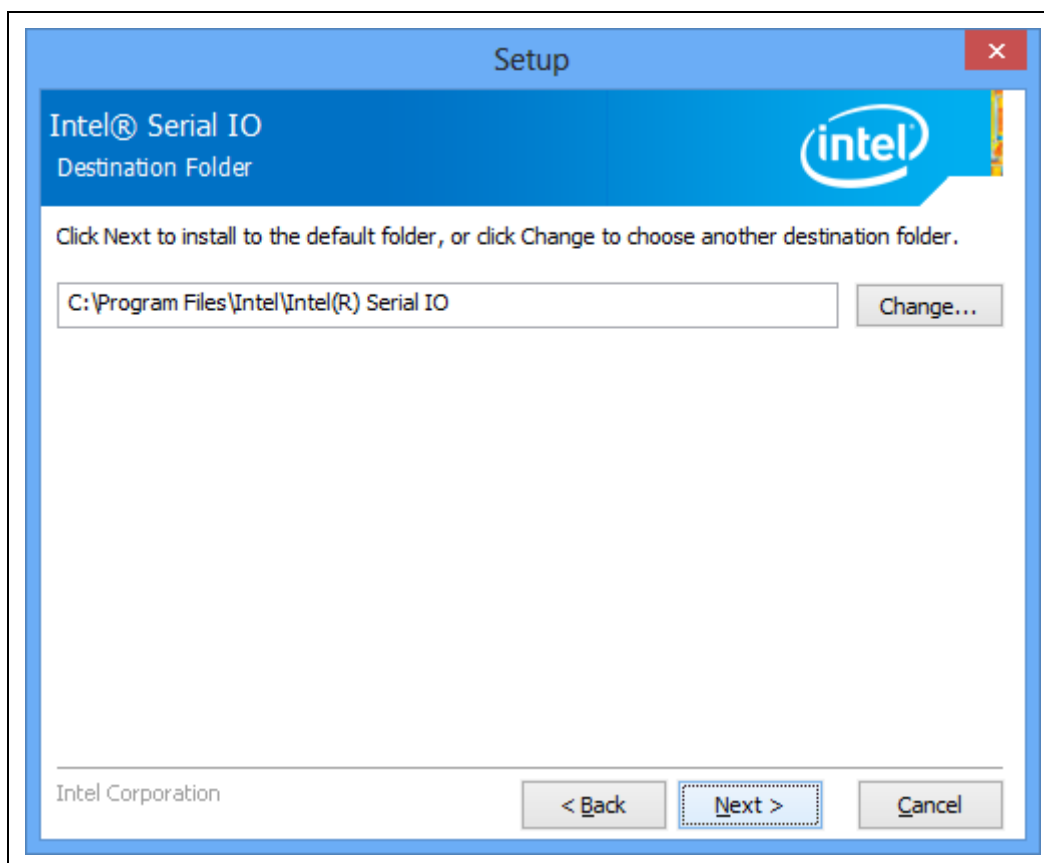 Setup
Intel® Serial IO
Destination Folder
intel
Click Next to install to the default folder, or click Change to choose another destination folder.
C:\Program Files\Intel\Intel(R) Serial IO
Change...
Intel Corporation
< Back
Next >
Cancel